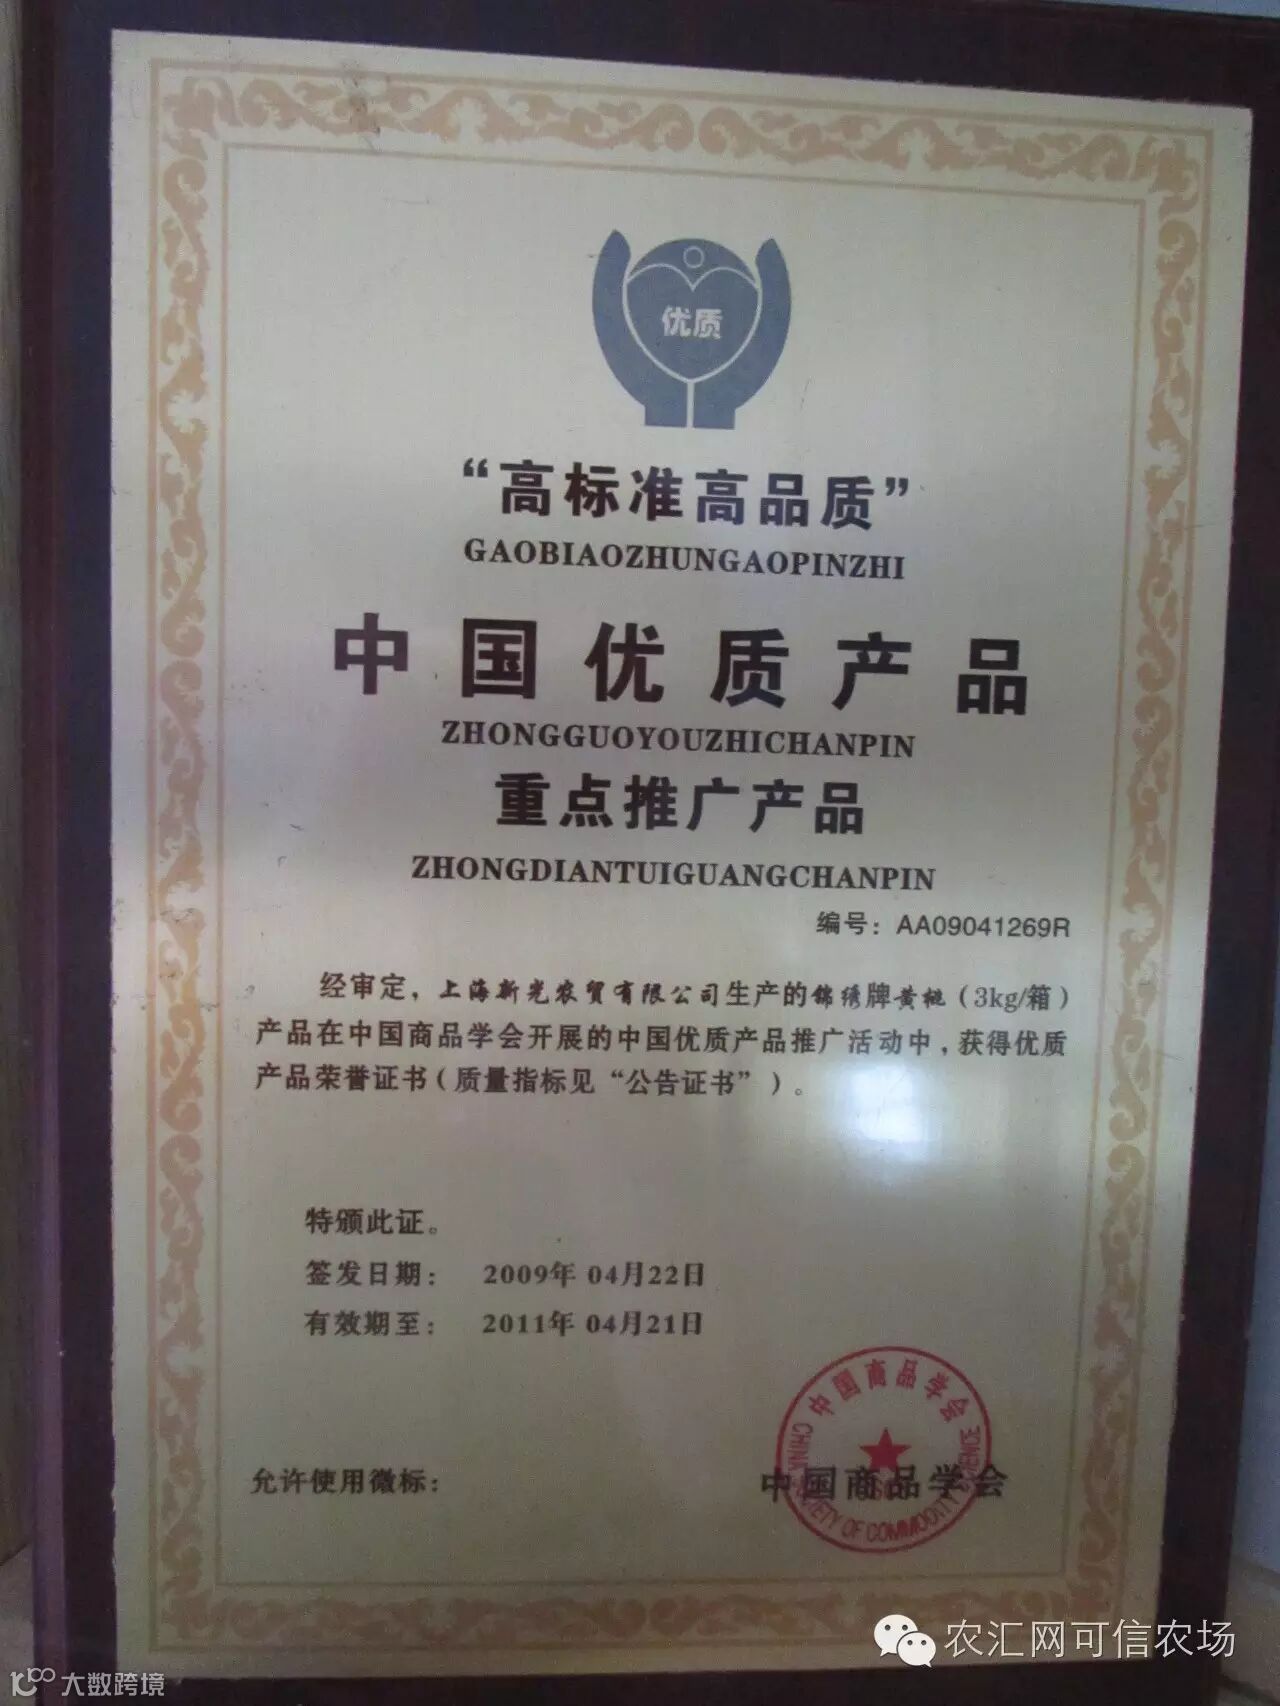 优质
“高标准高品质”
GAOBIAOZHUNGAOPINZHI
中国优质产品
ZHONGGUOYOUZHICHANPIN
重点推广产品
ZHONGDIANTUIGUANGCHANPIN
编号：AA09041269R
经审定，上海新光农贸有限公司生产的锦绣牌黄桃（3kg/箱）
产品在中国商品学会开展的中国优质产品推广活动中，获得优质
产品荣誉证书（质量指标见“公告证书”）。
特颁此证。
签发日期： 2009年 04月22日
有效期至： 2011年 04月21日
允许使用徽标：
中国商品学会
中国商品学会
CHINA SOCIETY OF COMMODITY SCIENCE
农汇网可信农场
大数跨境